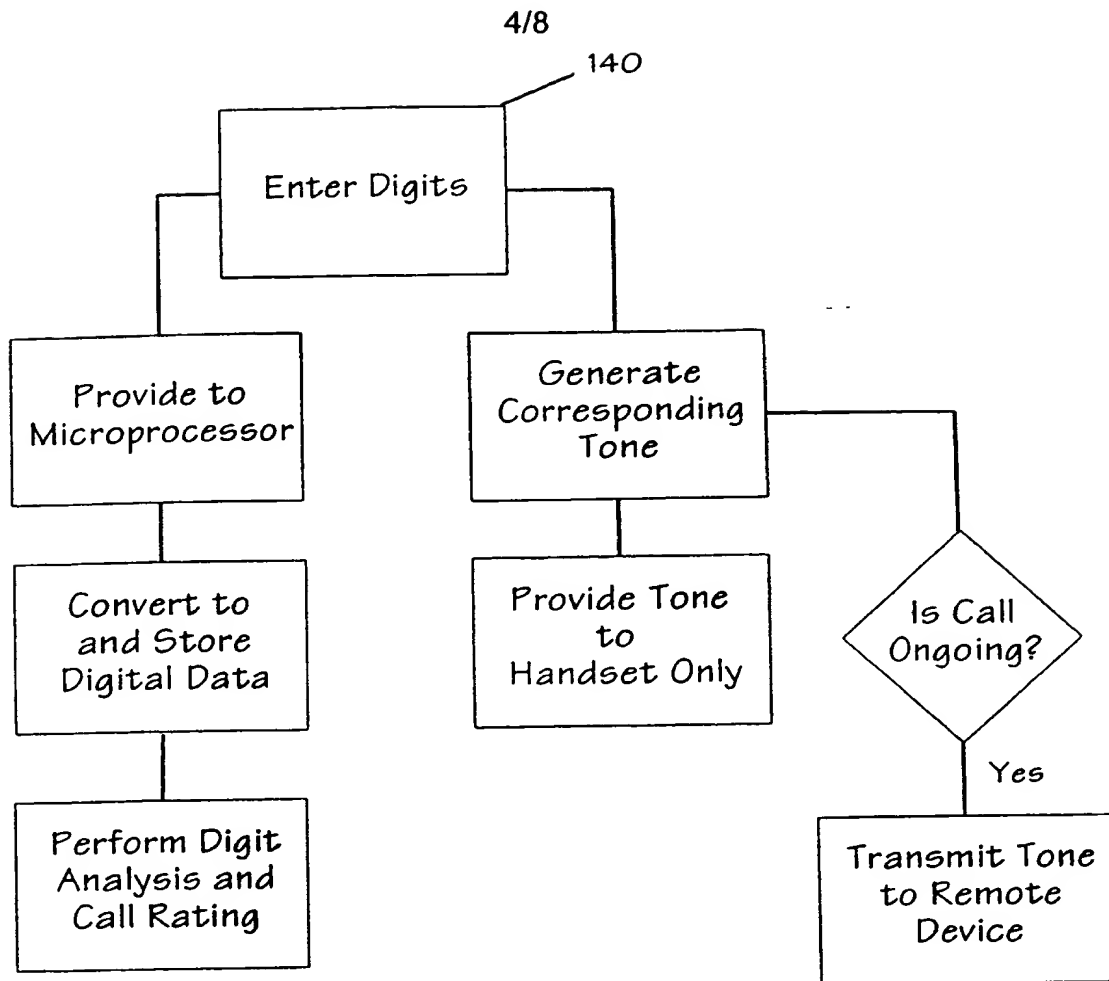 4/8
140
Enter Digits
Provide to
Microprocessor
Generate
Corresponding
Tone
Convert to
and Store
Digital Data
Provide Tone
to
Handset Only
Is Call
Ongoing?
Yes
Perform Digit
Analysis and
Call Rating
Transmit Tone
to Remote
Device